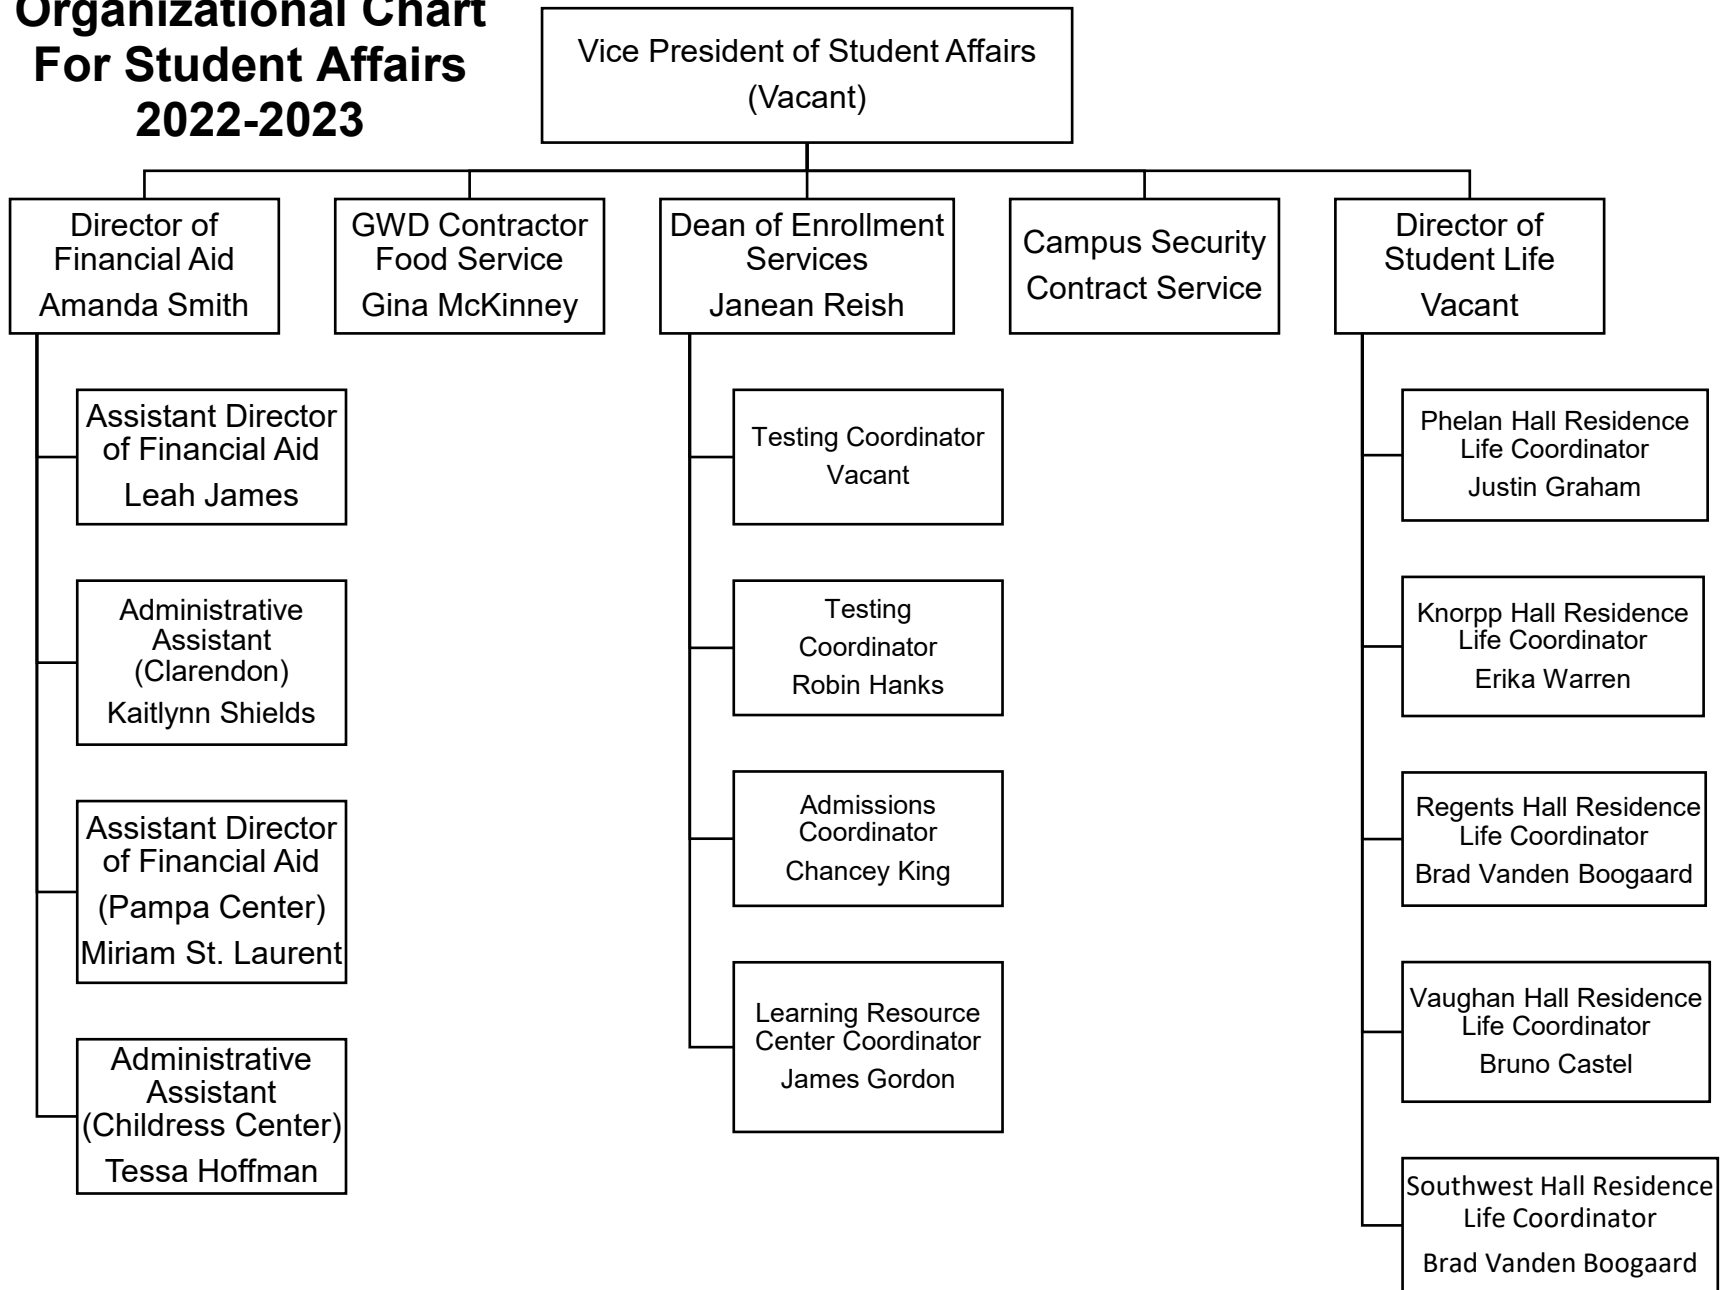 Organizational Chart
For Student Affairs
2022-2023
Vice President of Student Affairs
(Vacant)
Director of
Financial Aid
Amanda Smith
GWD Contractor
Food Service
Gina McKinney
Dean of Enrollment
Services
Janean Reish
Campus Security
Contract Service
Director of
Student Life
Vacant
Assistant Director
of Financial Aid
Leah James
Administrative
Assistant
(Clarendon)
Kaitlynn Shields
Assistant Director
of Financial Aid
(Pampa Center)
Miriam St. Laurent
Administrative
Assistant
(Childress Center)
Tessa Hoffman
Testing Coordinator
Vacant
Testing
Coordinator
Robin Hanks
Admissions
Coordinator
Chancey King
Learning Resource
Center Coordinator
James Gordon
Phelan Hall Residence
Life Coordinator
Justin Graham
Knorpp Hall Residence
Life Coordinator
Erika Warren
Regents Hall Residence
Life Coordinator
Brad Vanden Boogaard
Vaughan Hall Residence
Life Coordinator
Bruno Castel
Southwest Hall Residence
Life Coordinator
Brad Vanden Boogaard